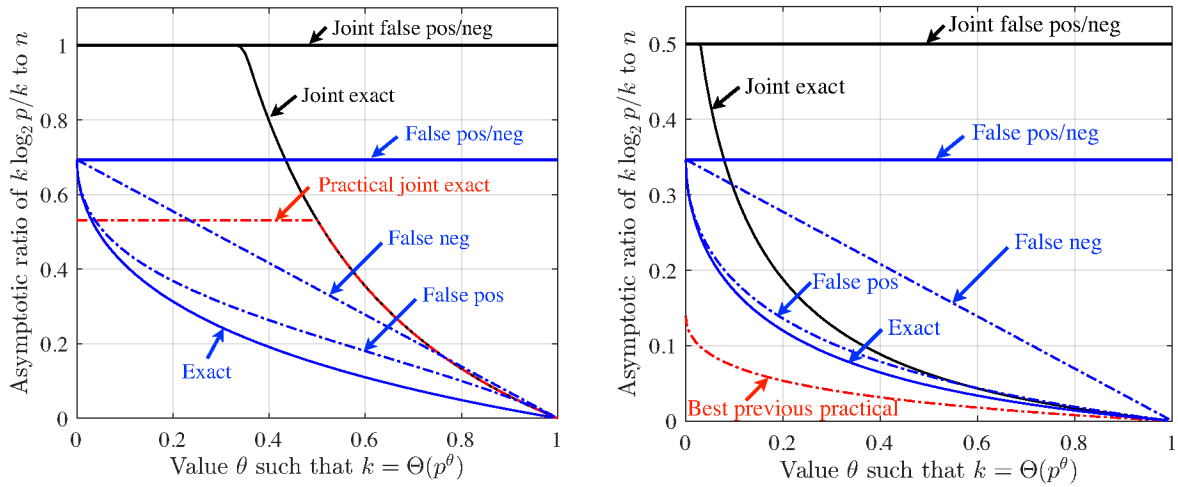 Asymptotic ratio of k log₂ p/k to n
Joint false pos/neg
Joint exact
False pos/neg
Practical joint exact
False neg
False pos
Exact
1
0.8
0.6
0.4
0.2
0
0 0.2 0.4 0.6 0.8 1
Value θ such that k = Θ(p^θ)
Asymptotic ratio of k log₂ p/k to n
Joint false pos/neg
Joint exact
False pos/neg
False neg
False pos
Exact
Best previous practical
0.5
0.4
0.3
0.2
0.1
0
0 0.2 0.4 0.6 0.8 1
Value θ such that k = Θ(p^θ)